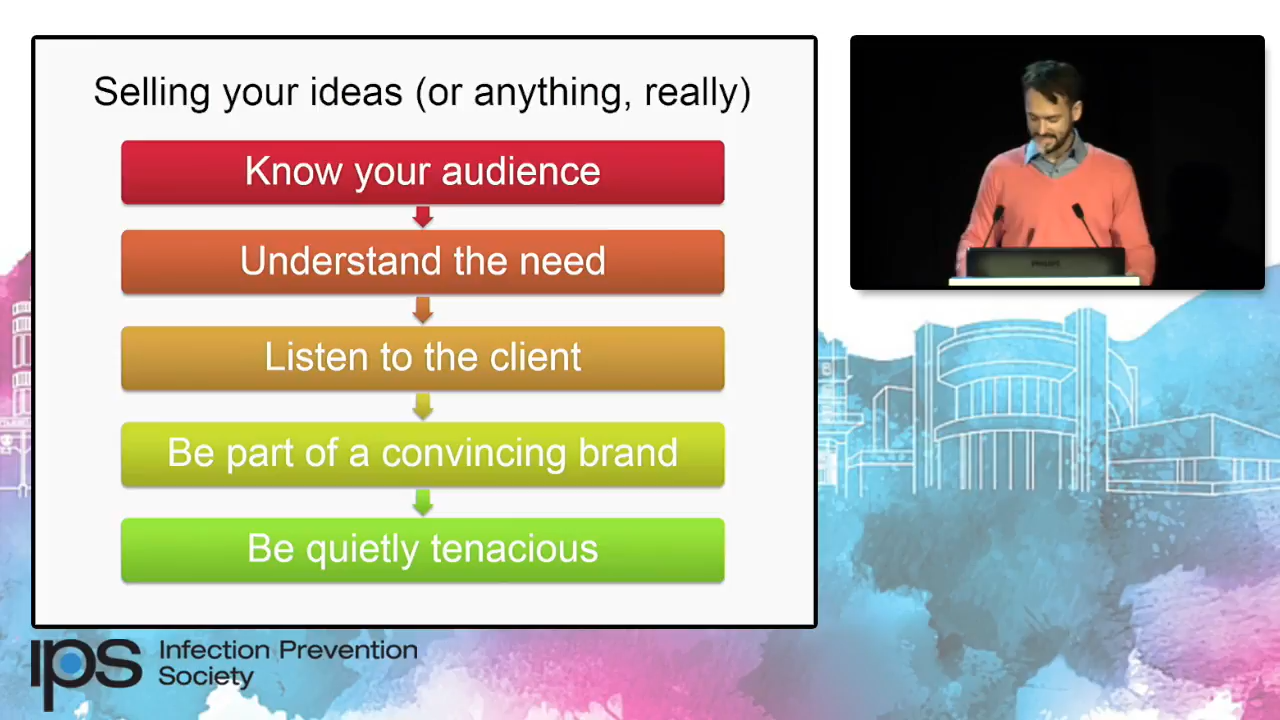 Selling your ideas (or anything, really)
Know your audience
Understand the need
Listen to the client
Be part of a convincing brand
Be quietly tenacious
IPS Infection Prevention
Society
PHILIPS